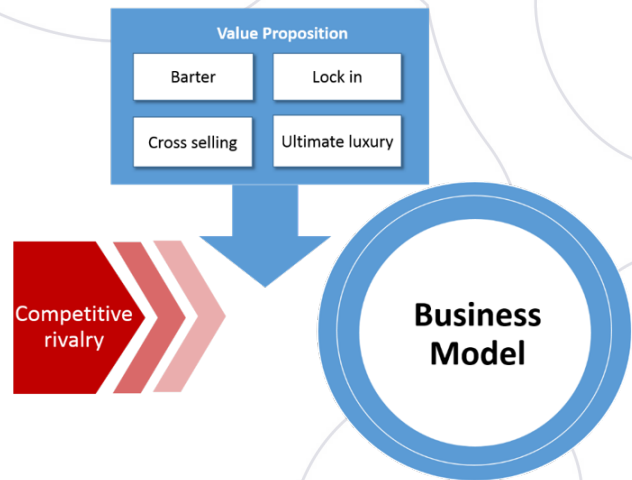 Value Proposition
Barter
Lock in
Cross selling
Ultimate luxury
Competitive
rivalry
Business
Model